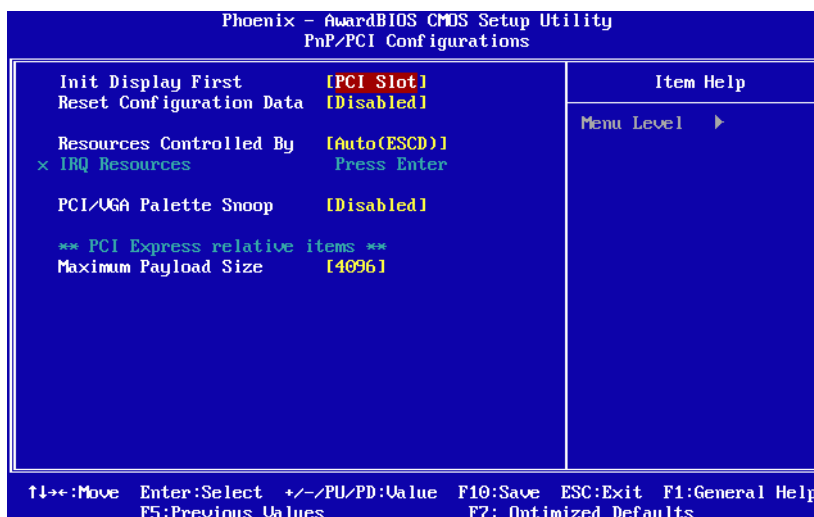 Phoenix - AwardBIOS CMOS Setup Utility
PnP/PCI Configurations
Init Display First [PCI Slot]
Reset Configuration Data [Disabled]
Resources Controlled By [Auto(ESCD)]
x IRQ Resources Press Enter
PCI/VGA Palette Snoop [Disabled]
** PCI Express relative items **
Maximum Payload Size [4096]
Item Help
Menu Level ►
↑↓→←:Move Enter:Select +/-/PU/PD:Value F10:Save ESC:Exit F1:General Help
F5:Previous Values F7: Optimized Defaults